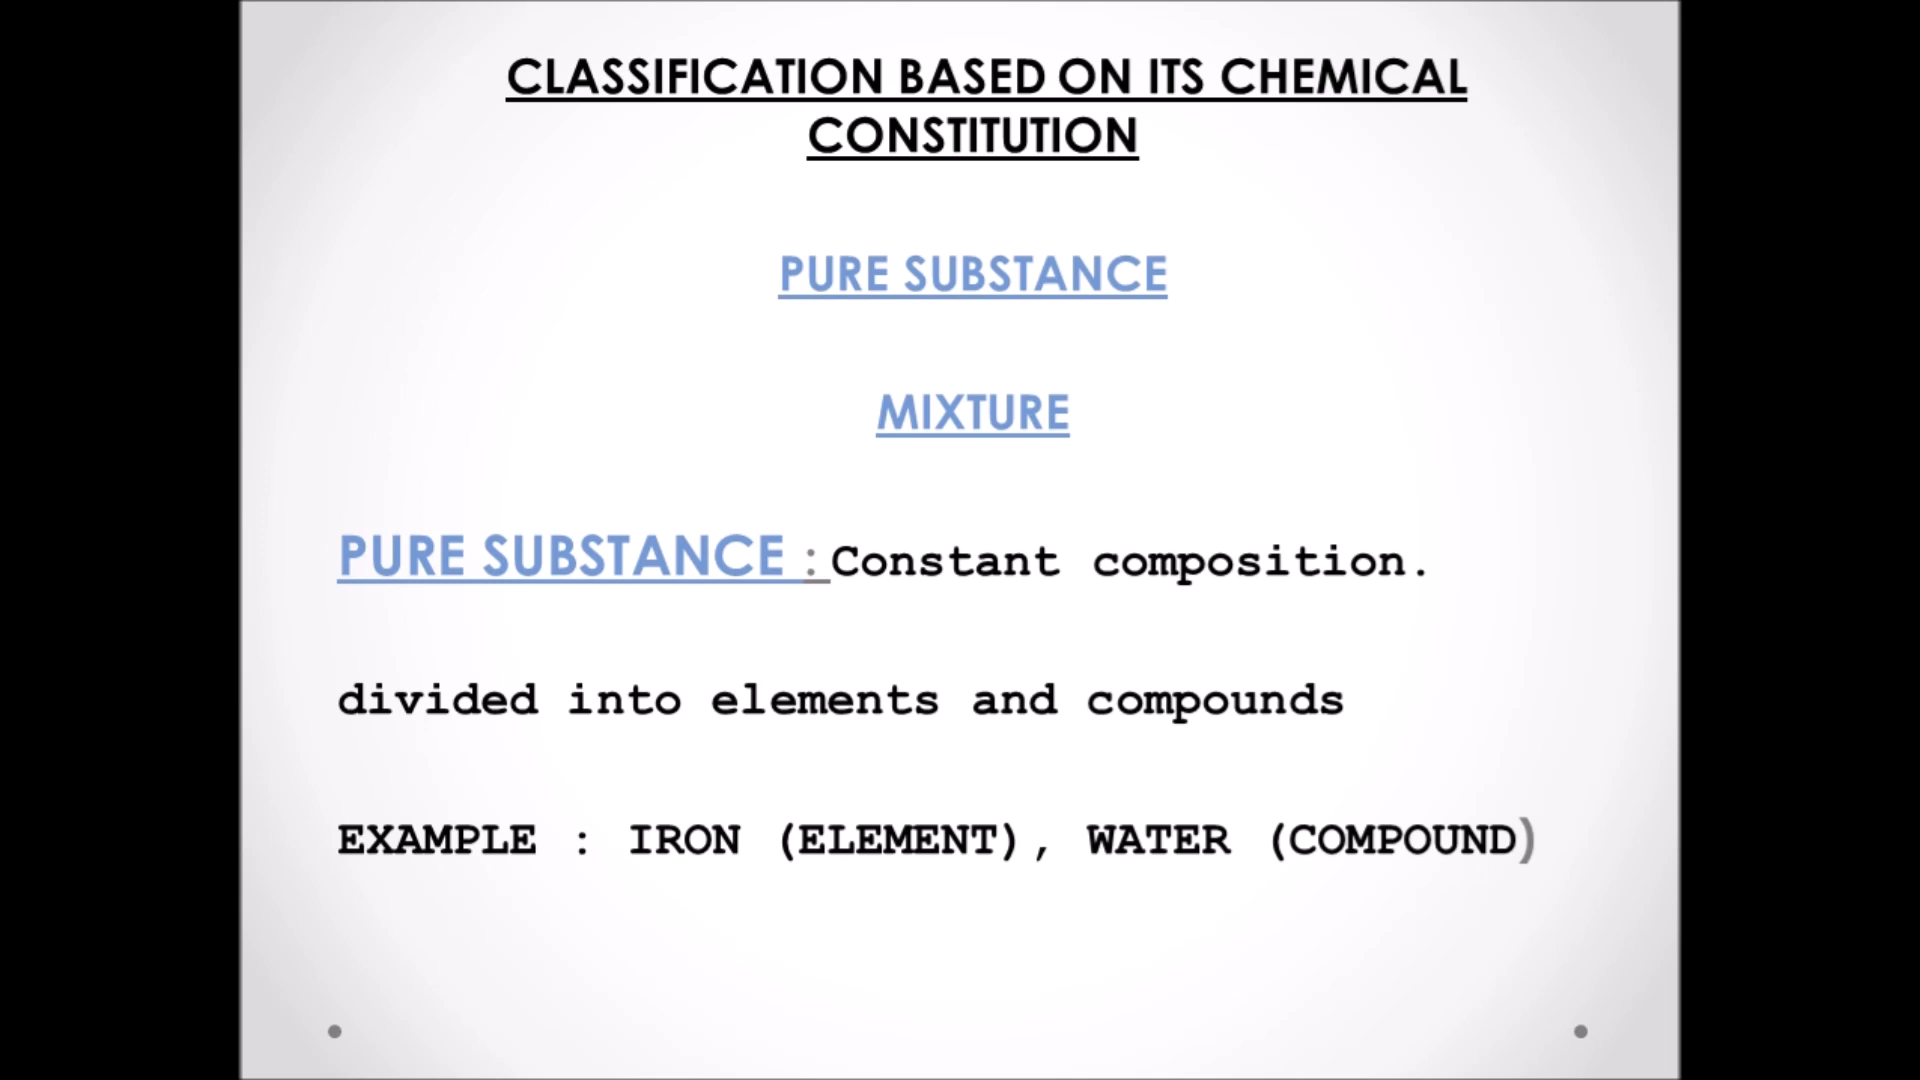 CLASSIFICATION BASED ON ITS CHEMICAL
CONSTITUTION
PURE SUBSTANCE
MIXTURE
PURE SUBSTANCE :Constant composition.
divided into elements and compounds
EXAMPLE : IRON (ELEMENT), WATER (COMPOUND)